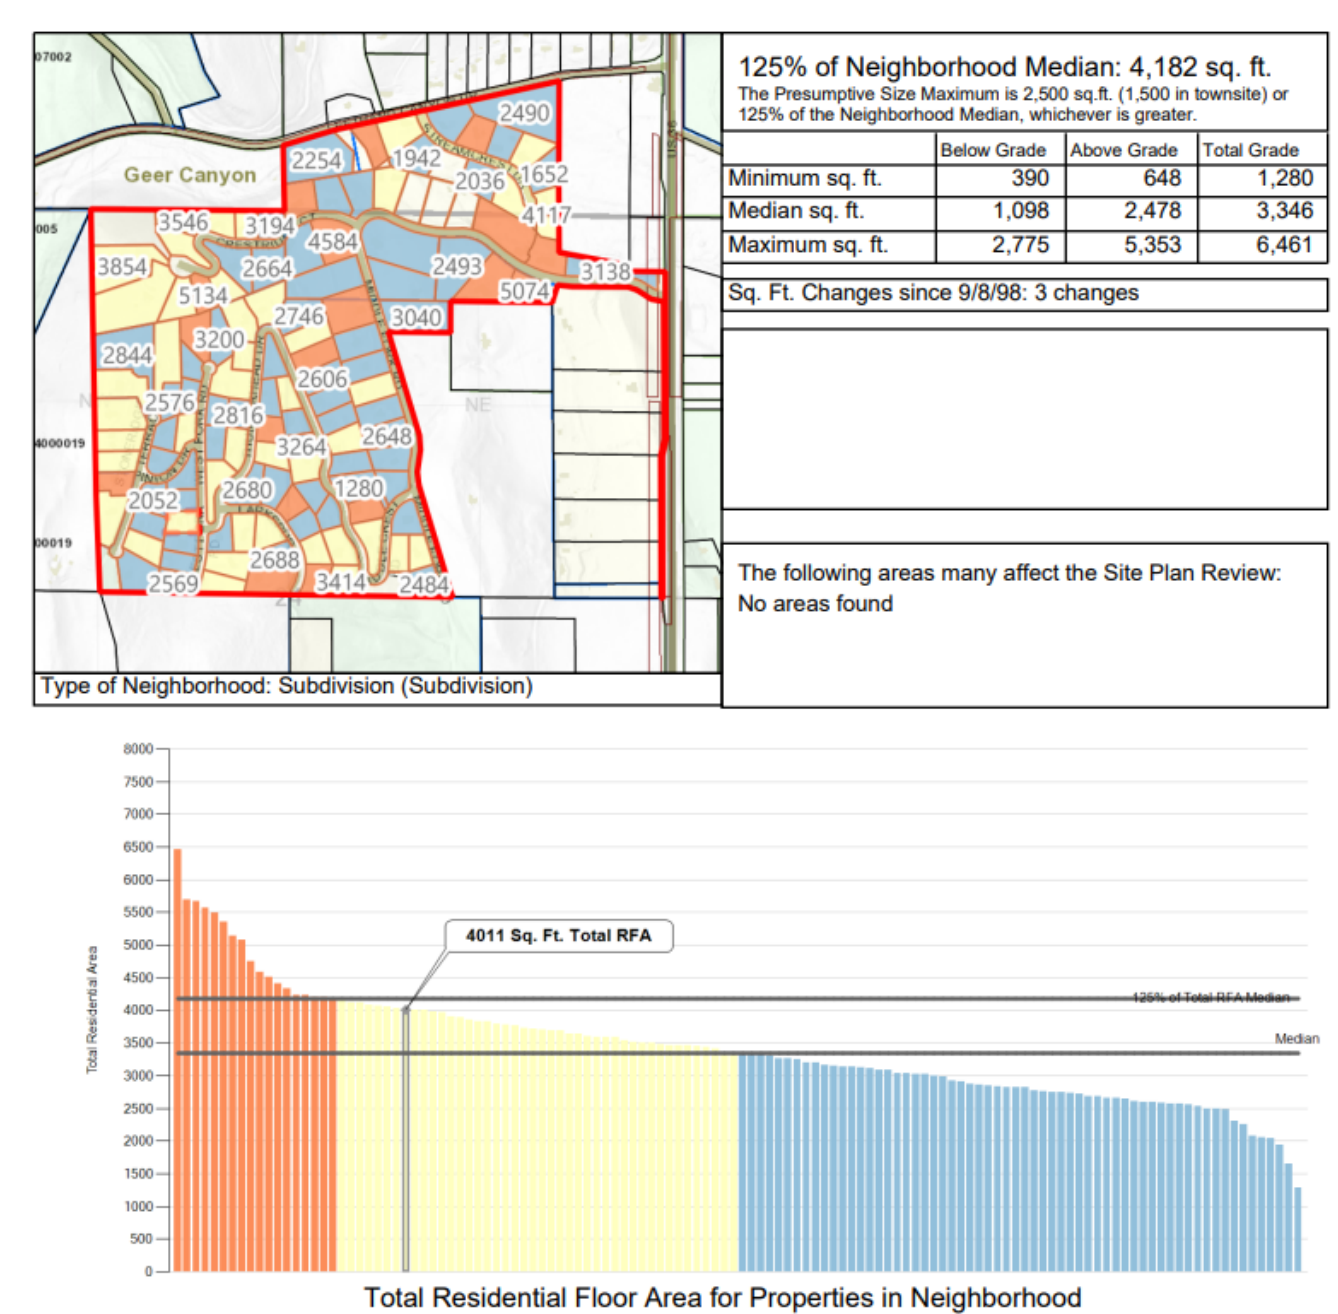 07002
Geer Canyon
005
4000019
00019
NE
US 36
STREAMCREST
2490
2254
1942
2036
1652
4117
3546
3194
4584
3854
2664
2493
3138
5134
5074
2746
3040
3200
2844
2606
2576
2816
3264
2648
2680
1280
2052
2688
2569
3414
2484
Type of Neighborhood: Subdivision (Subdivision)
125% of Neighborhood Median: 4,182 sq. ft.
The Presumptive Size Maximum is 2,500 sq.ft. (1,500 in townsite) or
125% of the Neighborhood Median, whichever is greater.
Below Grade Above Grade Total Grade
Minimum sq. ft. 390 648 1,280
Median sq. ft. 1,098 2,478 3,346
Maximum sq. ft. 2,775 5,353 6,461
Sq. Ft. Changes since 9/8/98: 3 changes
The following areas many affect the Site Plan Review:
No areas found
8000
7500
7000
6500
6000
5500
5000
4500
4000
3500
3000
2500
2000
1500
1000
500
0
Total Residential Area
4011 Sq. Ft. Total RFA
125% of Total RFA Median
Median
Total Residential Floor Area for Properties in Neighborhood